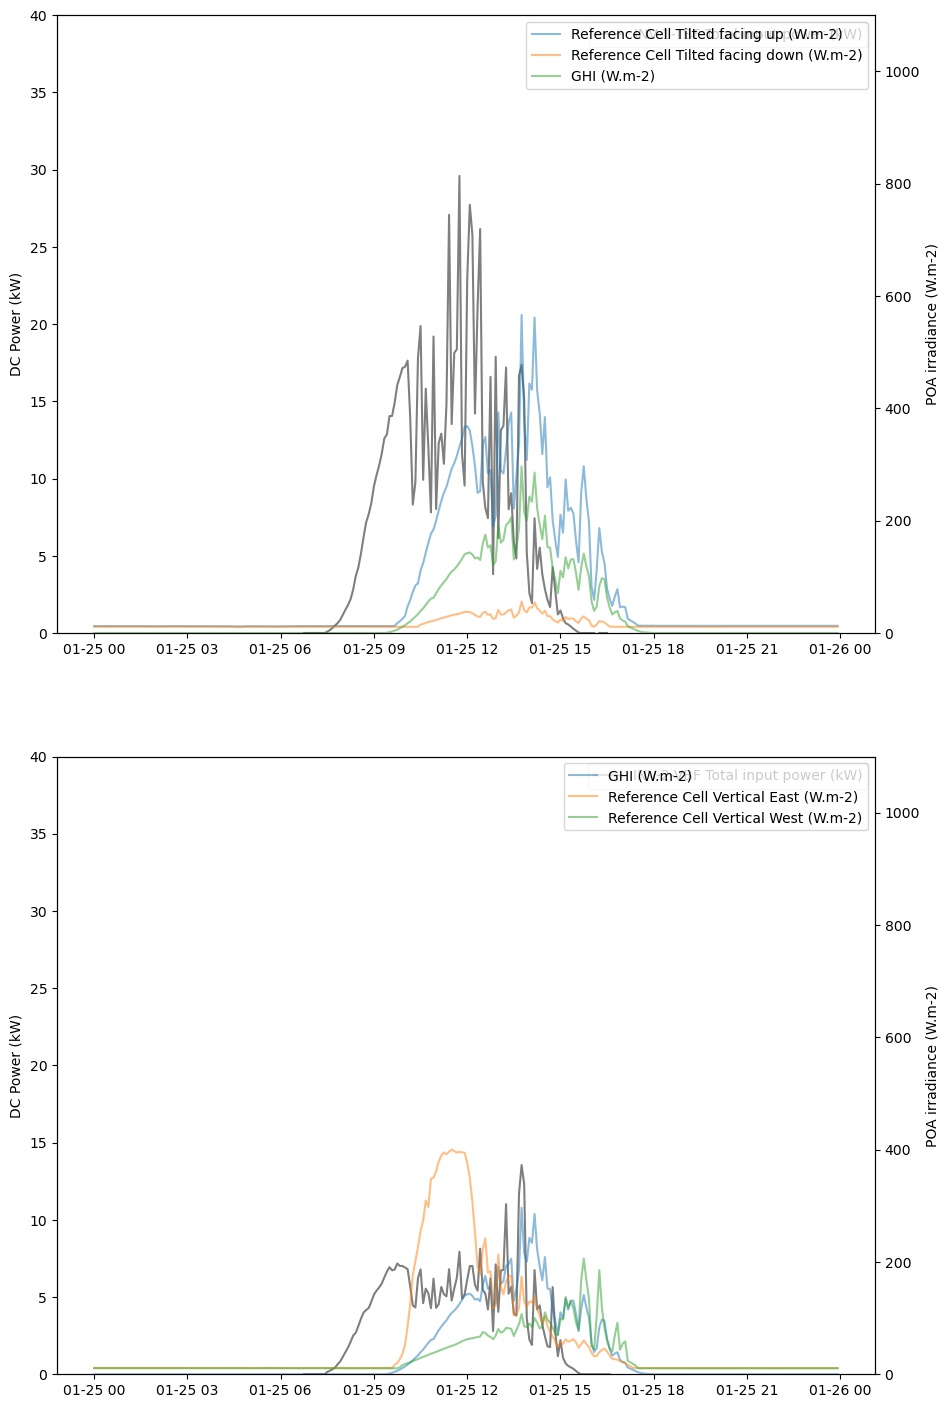 40
35
30
25
20
15
10
5
0
DC Power (kW)
Reference Cell Tilted facing up (W.m-2)
Reference Cell Tilted facing down (W.m-2)
GHI (W.m-2)
1000
800
600
400
200
0
POA irradiance (W.m-2)
01-25 00 01-25 03 01-25 06 01-25 09 01-25 12 01-25 15 01-25 18 01-25 21 01-26 00
40
35
30
25
20
15
10
5
0
DC Power (kW)
GHI (W.m-2) Total input power (kW)
Reference Cell Vertical East (W.m-2)
Reference Cell Vertical West (W.m-2)
1000
800
600
400
200
0
POA irradiance (W.m-2)
01-25 00 01-25 03 01-25 06 01-25 09 01-25 12 01-25 15 01-25 18 01-25 21 01-26 00